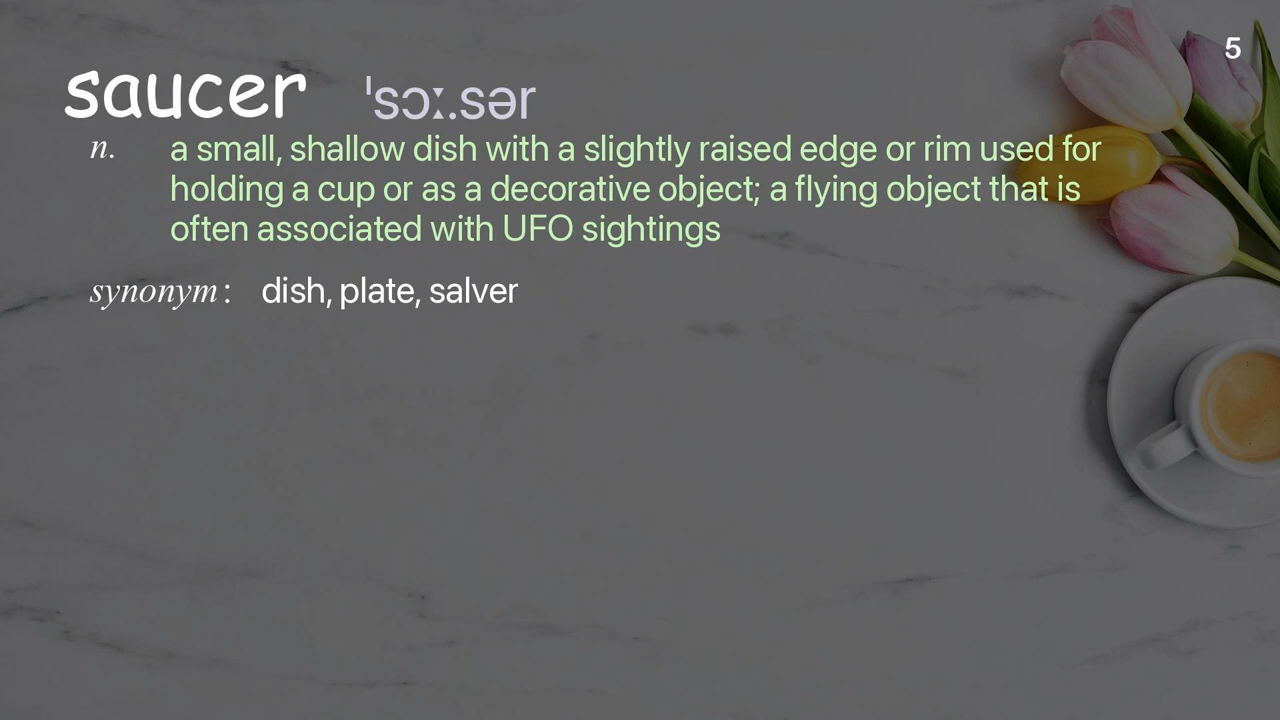 5
saucer ˈsɔː.sər
n. a small, shallow dish with a slightly raised edge or rim used for
holding a cup or as a decorative object; a flying object that is
often associated with UFO sightings
synonym: dish, plate, salver